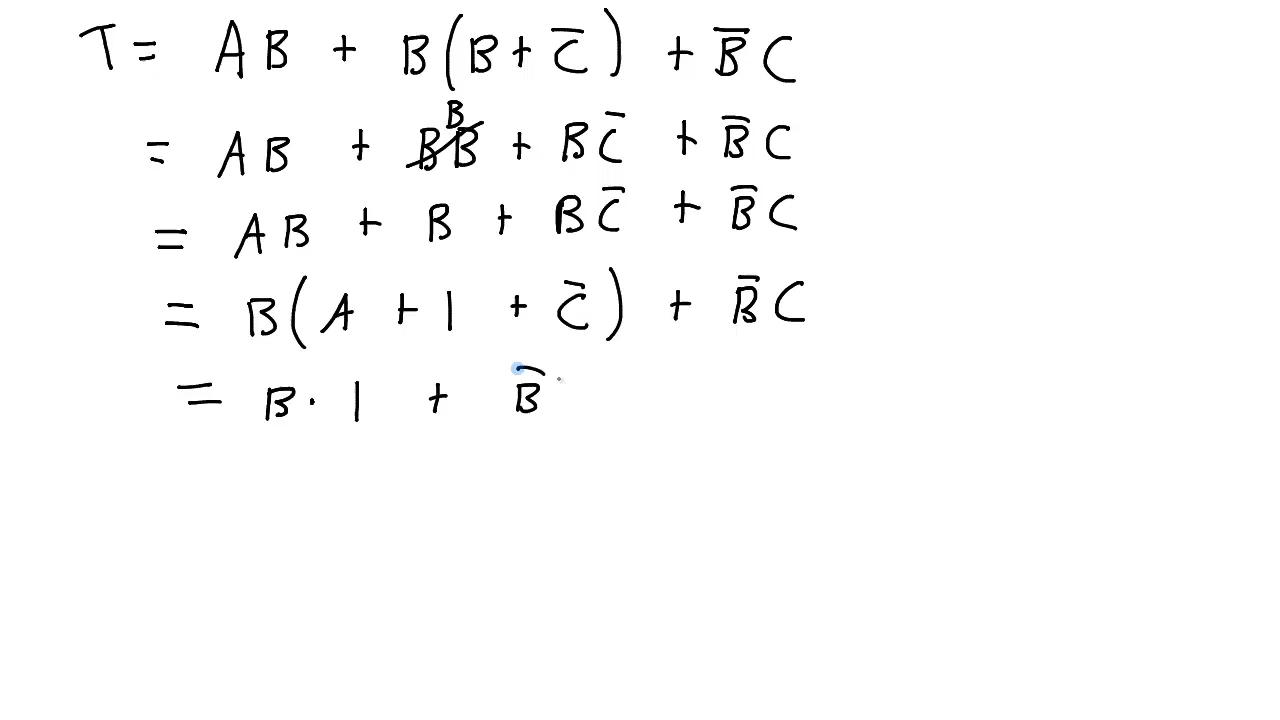 T = AB + B(B + C̅) + B̅C
= AB + BB B + BC̅ + B̅C
= AB + B + BC̅ + B̅C
= B(A + 1 + C̅) + B̅C
= B · 1 + B̅